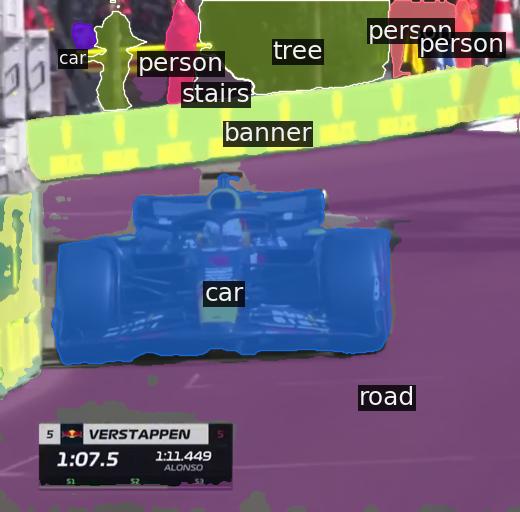 car
person
tree
person
person
stairs
banner
car
road
5 VERSTAPPEN 5
1:07.5 1:11.449
ALONSO
S1 S2 S3